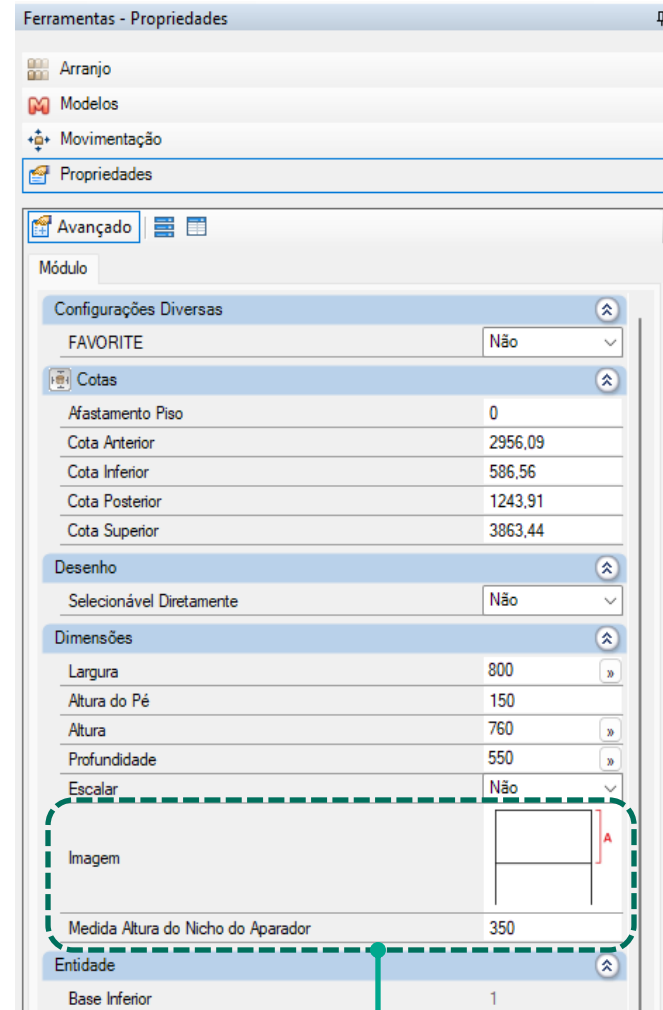 Ferramentas - Propriedades
Arranjo
Modelos
Movimentação
Propriedades
Avançado
Módulo
Configurações Diversas
FAVORITE Não
Cotas
Afastamento Piso 0
Cota Anterior 2956,09
Cota Inferior 586,56
Cota Posterior 1243,91
Cota Superior 3863,44
Desenho
Selecionável Diretamente Não
Dimensões
Largura 800 »
Altura do Pé 150
Altura 760 »
Profundidade 550 »
Escalar Não
A
Imagem
Medida Altura do Nicho do Aparador 350
Entidade
Base Inferior 1